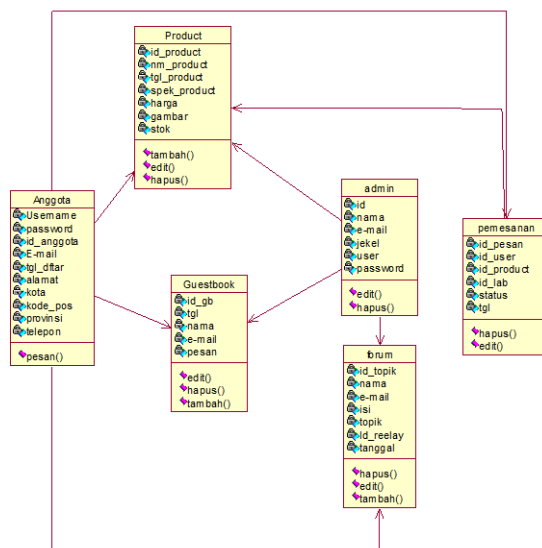 Product
id_product
nm_product
tgl_product
spek_product
harga
gambar
stok
tambah()
edit()
hapus()
Anggota
Username
password
id_anggota
E-mail
tgl_dftar
alamat
kota
kode_pos
provinsi
telepon
pesan()
Guestbook
id_gb
tgl
nama
e-mail
pesan
edit()
hapus()
tambah()
admin
id
nama
e-mail
jekel
user
password
edit()
hapus()
forum
id_topik
nama
e-mail
isi
topik
id_reelay
tanggal
hapus()
edit()
tambah()
pemesanan
id_pesan
id_user
id_product
id_lab
status
tgl
hapus()
edit()